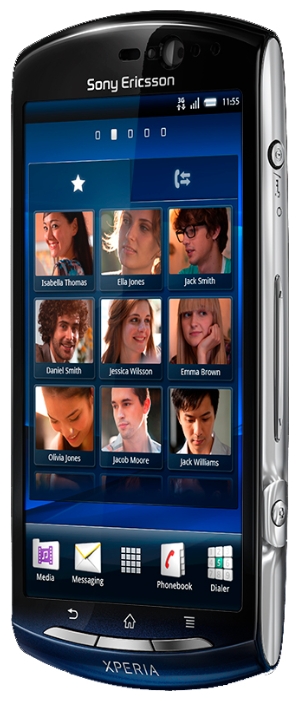 Sony Ericsson
3G 11:55
Isabella Thomas Ella Jones Jack Smith
Daniel Smith Jessica Wilsson Emma Brown
Olivia Jones Jacob Moore Jack Williams
Media Messaging Phonebook Dialer
5
XPERIA